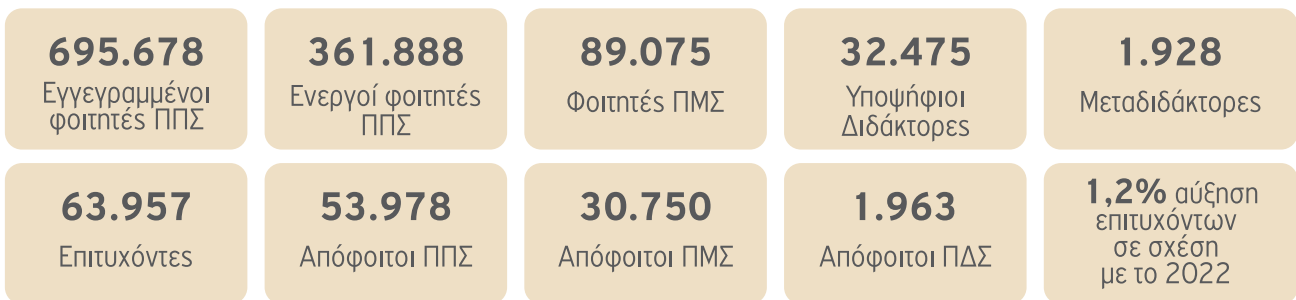 695.678
Εγγεγραμμένοι
φοιτητές ΠΠΣ
361.888
Ενεργοί φοιτητές
ΠΠΣ
89.075
Φοιτητές ΠΜΣ
32.475
Υποψήφιοι
Διδάκτορες
1.928
Μεταδιδάκτορες
63.957
Επιτυχόντες
53.978
Απόφοιτοι ΠΠΣ
30.750
Απόφοιτοι ΠΜΣ
1.963
Απόφοιτοι ΠΔΣ
1,2% αύξηση
επιτυχόντων
σε σχέση
με το 2022